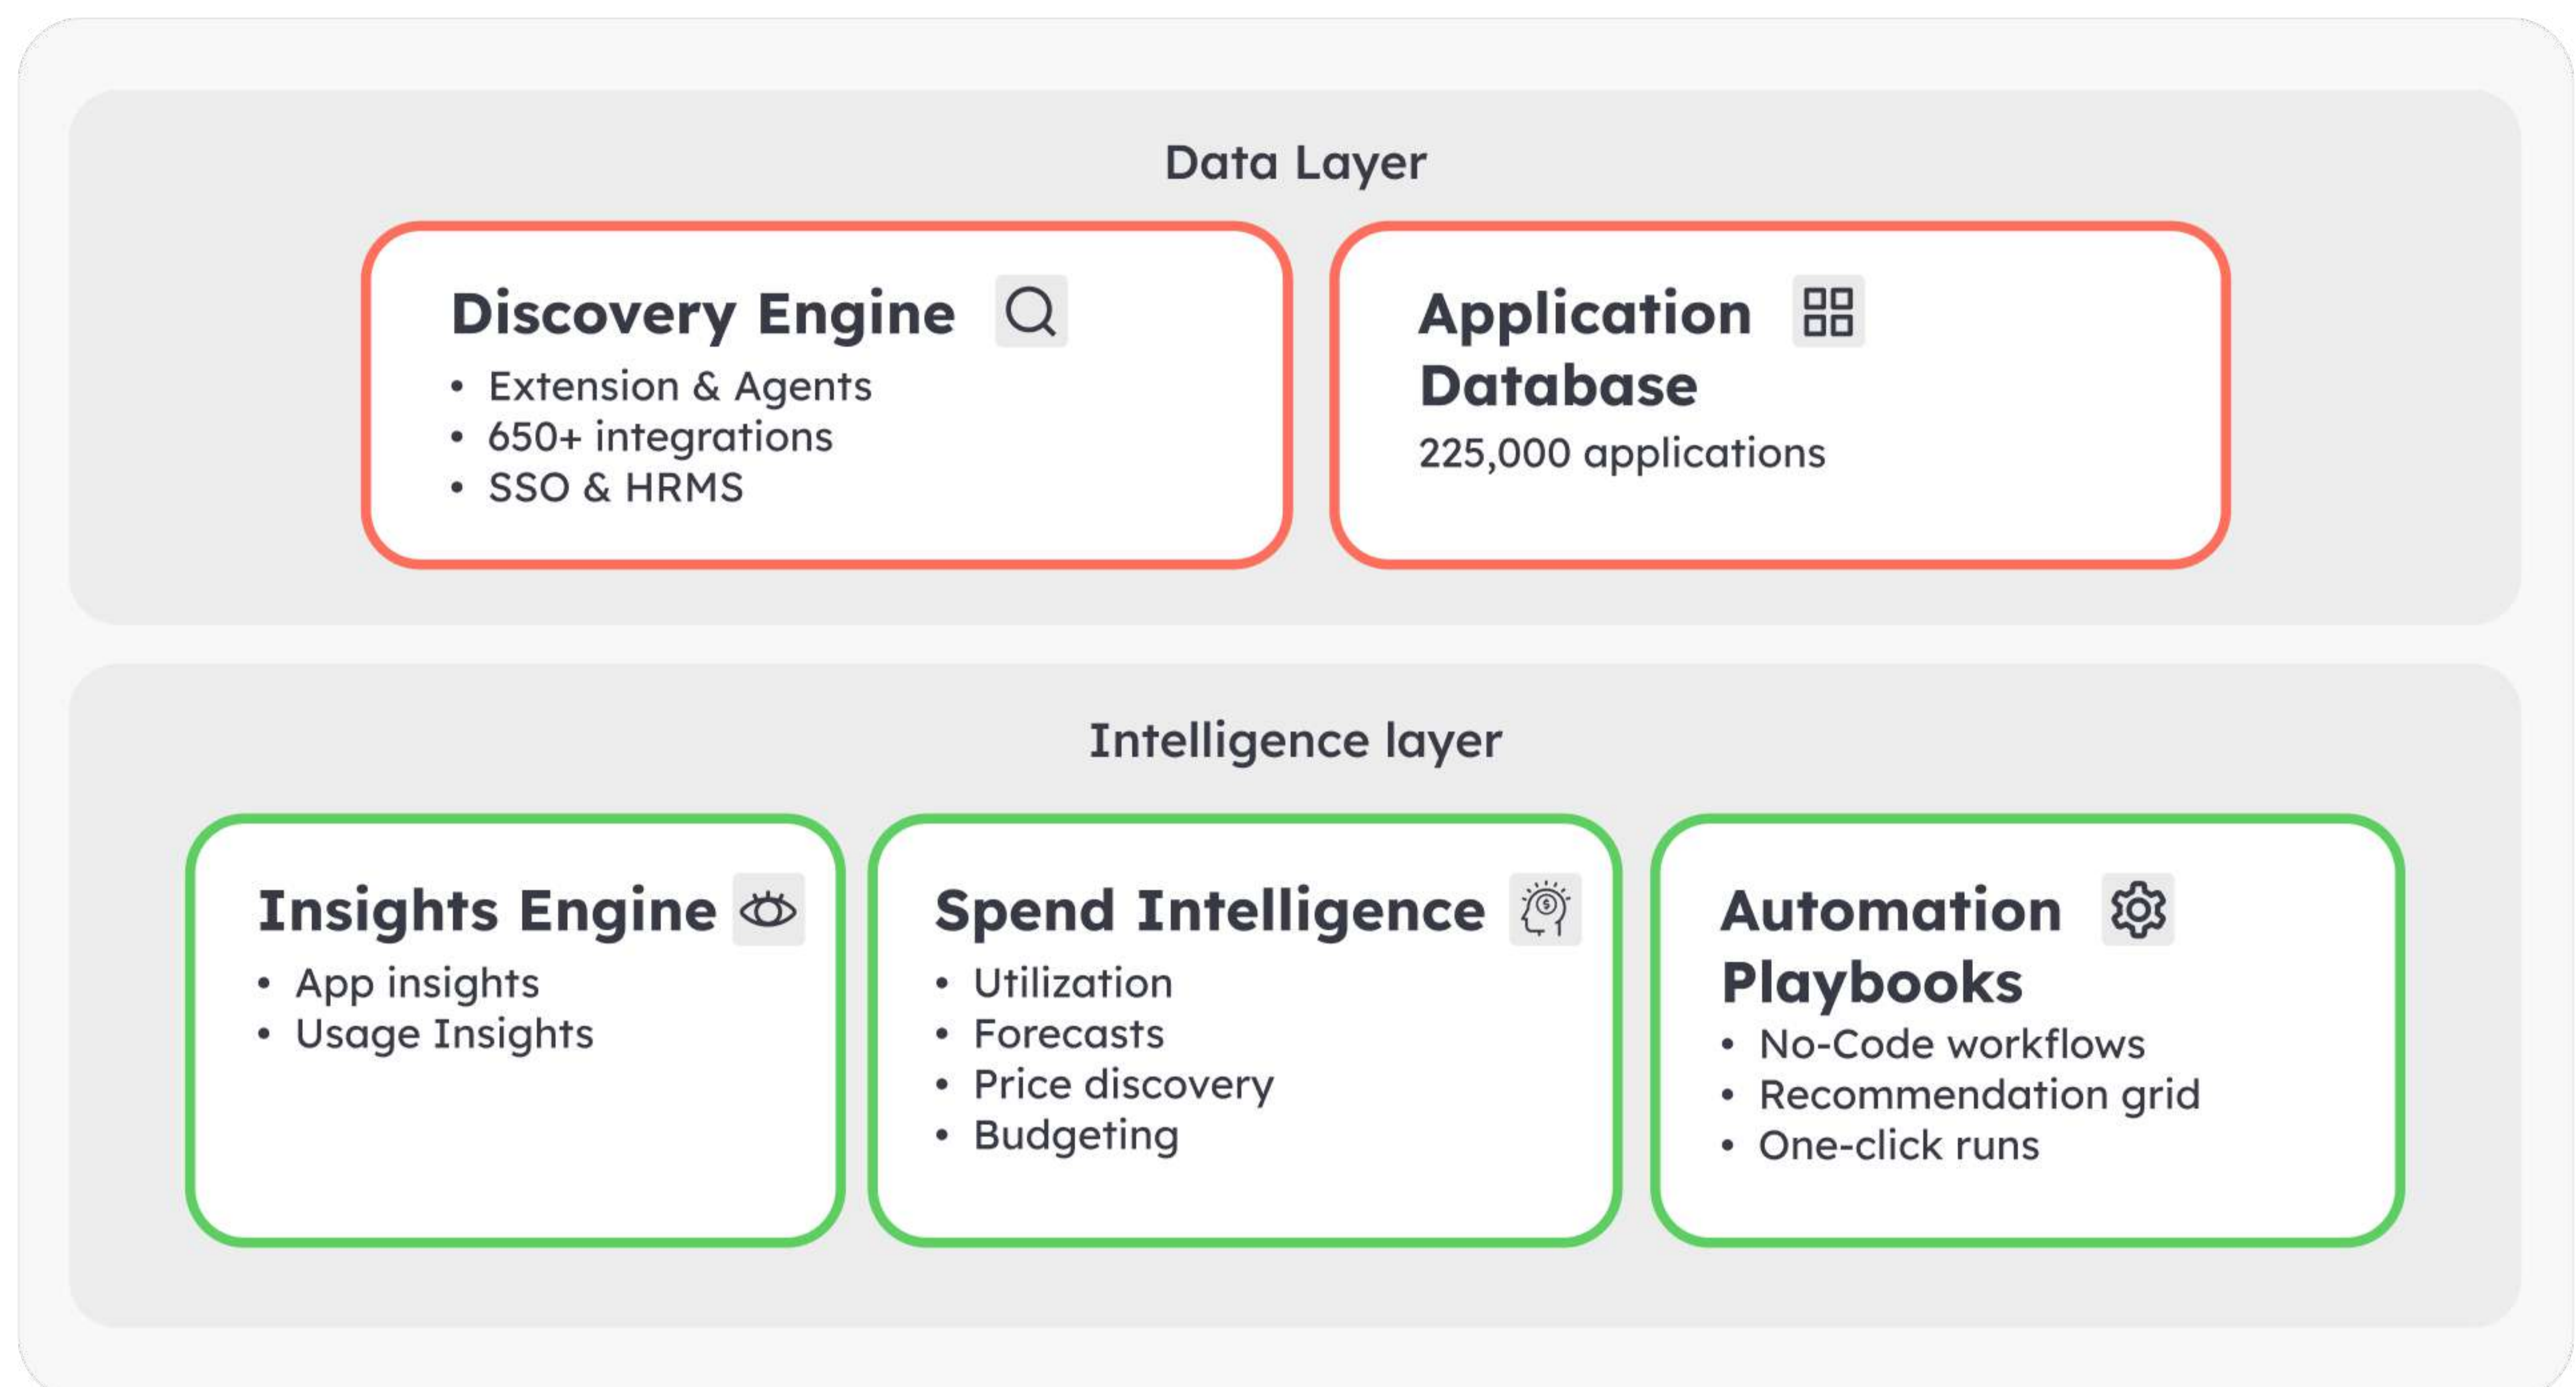 Data Layer
Discovery Engine
• Extension & Agents
• 650+ integrations
• SSO & HRMS
Application
Database
225,000 applications
Intelligence layer
Insights Engine
• App insights
• Usage Insights
Spend Intelligence
• Utilization
• Forecasts
• Price discovery
• Budgeting
Automation
Playbooks
• No-Code workflows
• Recommendation grid
• One-click runs